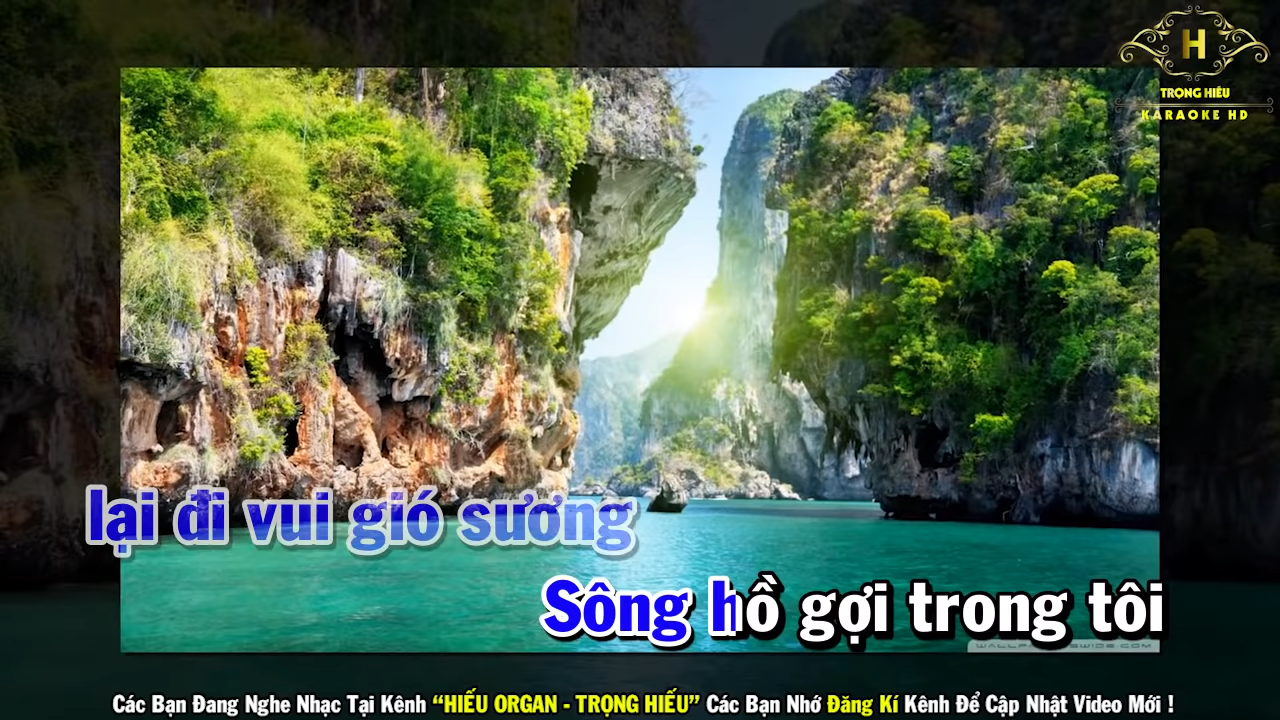 H
TRỌNG HIẾU
KARAOKE HD
lại đi vui gió sương
Sông hồ gợi trong tôi
Các Bạn Đang Nghe Nhạc Tại Kênh “HIẾU ORGAN - TRỌNG HIẾU” Các Bạn Nhớ Đăng Kí Kênh Để Cập Nhật Video Mới !